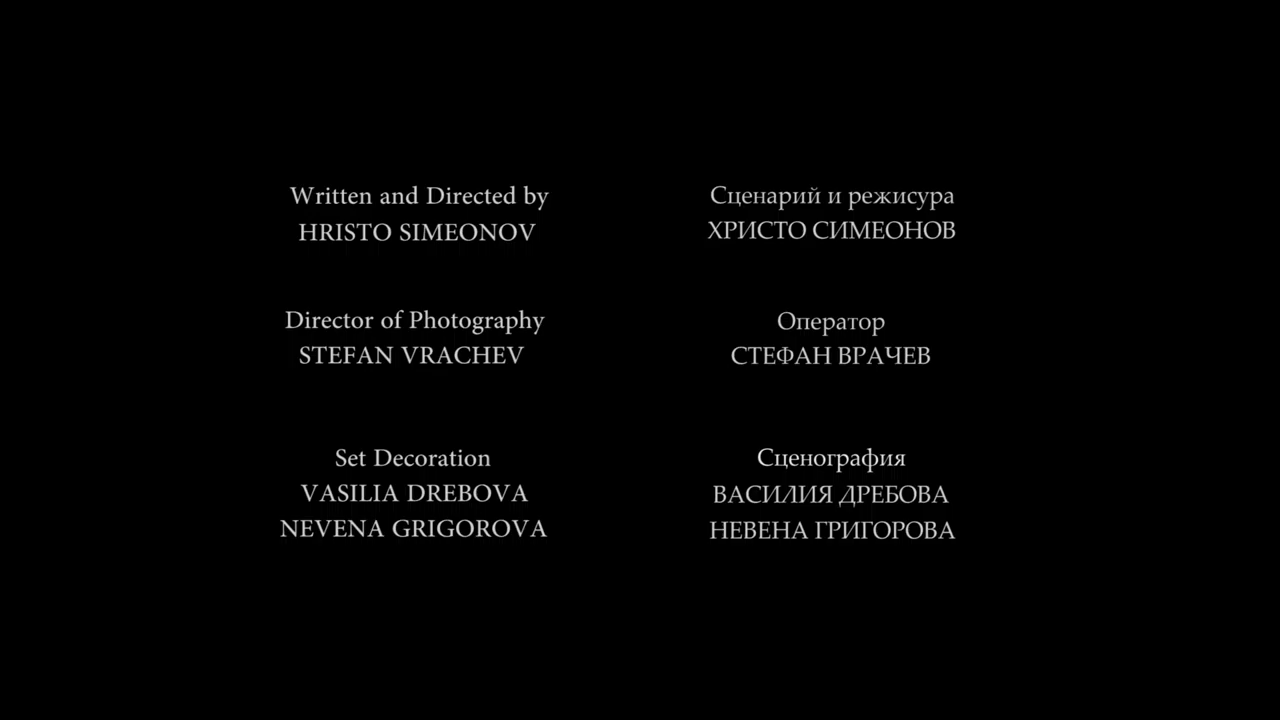 Written and Directed by
HRISTO SIMEONOV
Director of Photography
STEFAN VRACHEV
Set Decoration
VASILIA DREBOVA
NEVENA GRIGOROVA
Сценарий и режисура
ХРИСТО СИМЕОНОВ
Оператор
СТЕФАН ВРАЧЕВ
Сценография
ВАСИЛИЯ ДРЕБОВА
НЕВЕНА ГРИГОРОВА